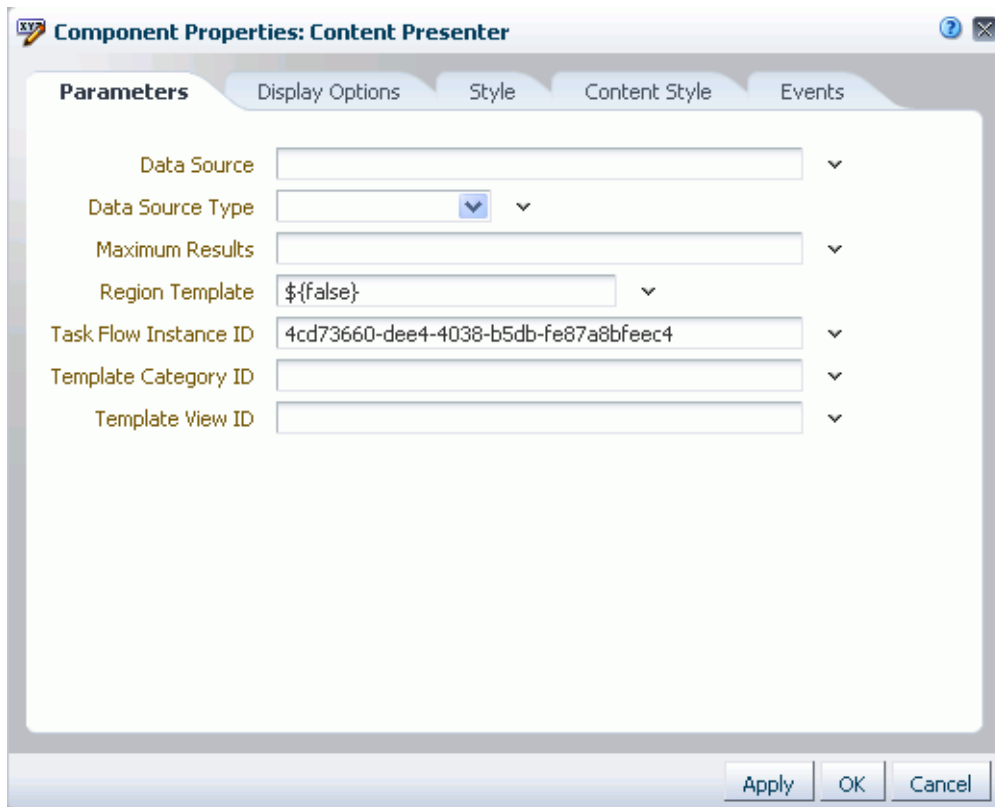 Component Properties: Content Presenter
Parameters Display Options Style Content Style Events
Data Source
Data Source Type
Maximum Results
Region Template ${false}
Task Flow Instance ID 4cd73660-dee4-4038-b5db-fe87a8bfeec4
Template Category ID
Template View ID
Apply OK Cancel